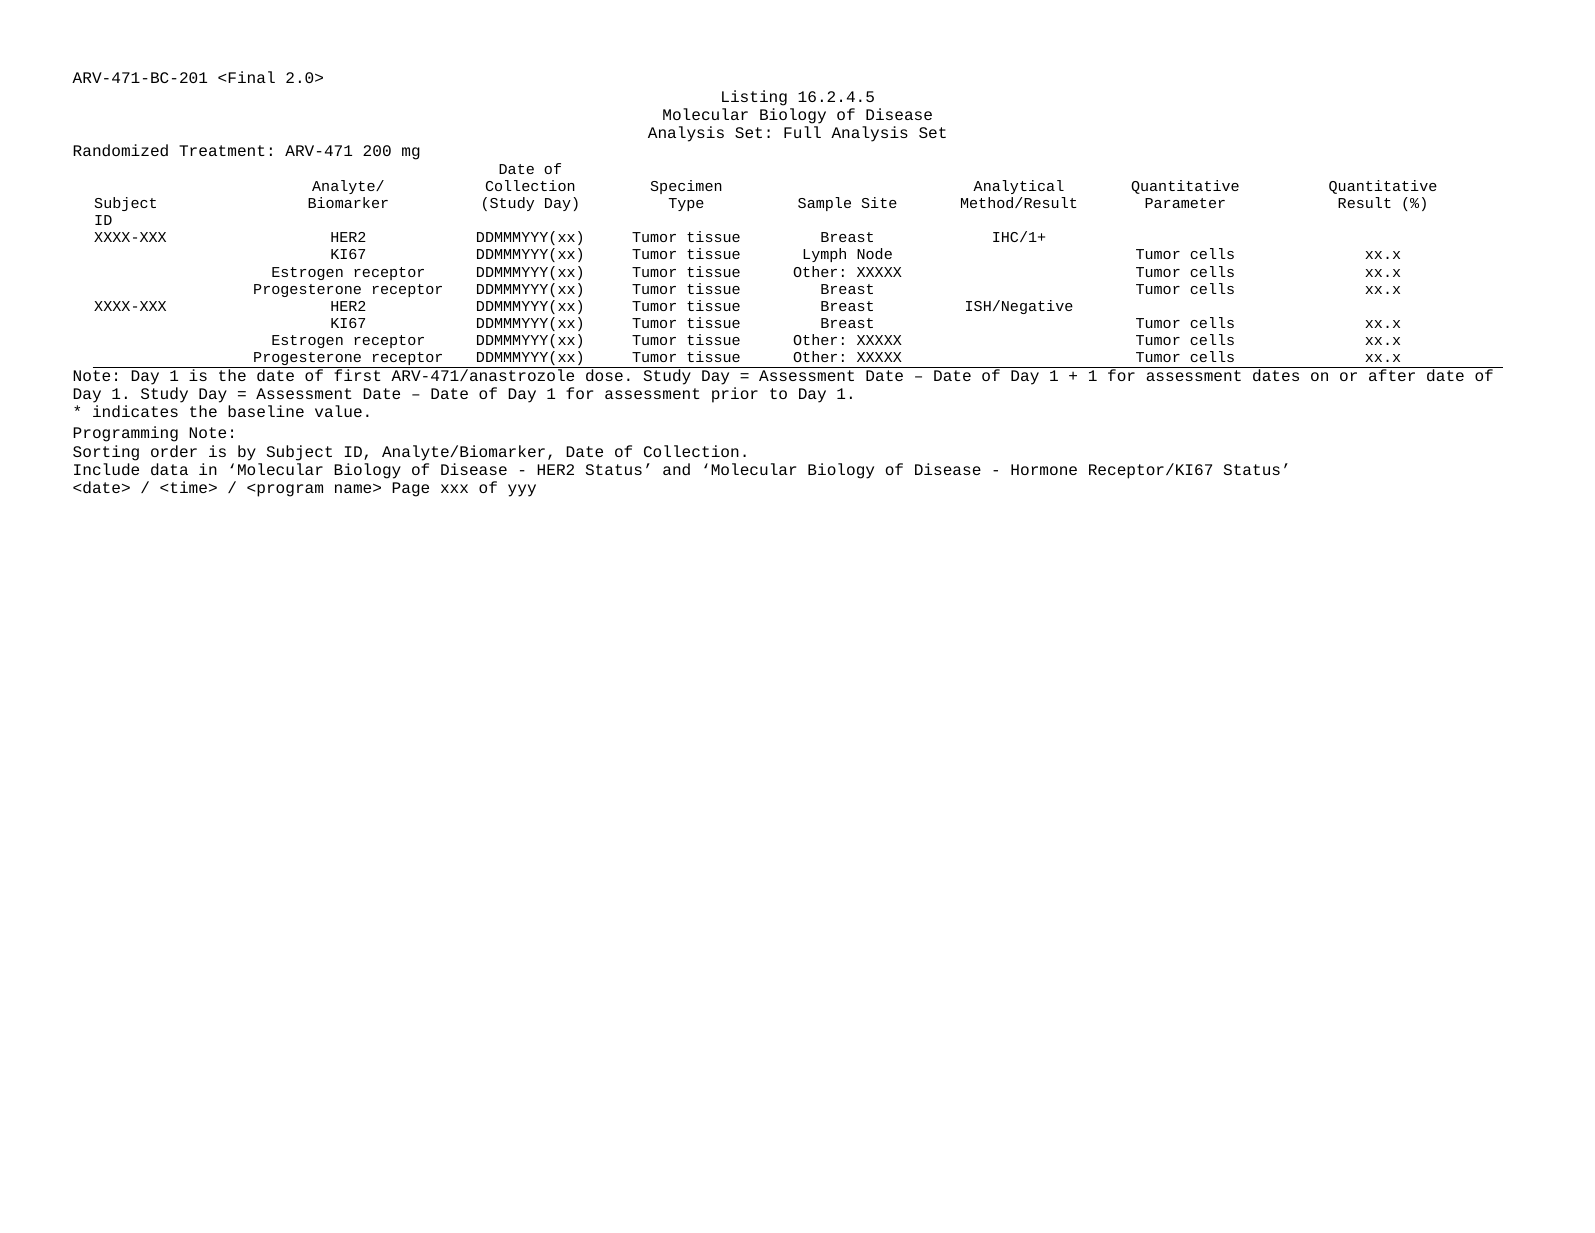 ARV-471-BC-201 <Final 2.0>
Listing 16.2.4.5
Molecular Biology of Disease
Analysis Set: Full Analysis Set
Randomized Treatment: ARV-471 200 mg
Date of
Analyte/ Collection Specimen Analytical Quantitative Quantitative
Subject Biomarker (Study Day) Type Sample Site Method/Result Parameter Result (%)
ID
XXXX-XXX HER2 DDMMMYYY(xx) Tumor tissue Breast IHC/1+
KI67 DDMMMYYY(xx) Tumor tissue Lymph Node Tumor cells xx.x
Estrogen receptor DDMMMYYY(xx) Tumor tissue Other: XXXXX Tumor cells xx.x
Progesterone receptor DDMMMYYY(xx) Tumor tissue Breast Tumor cells xx.x
XXXX-XXX HER2 DDMMMYYY(xx) Tumor tissue Breast ISH/Negative
KI67 DDMMMYYY(xx) Tumor tissue Breast Tumor cells xx.x
Estrogen receptor DDMMMYYY(xx) Tumor tissue Other: XXXXX Tumor cells xx.x
Progesterone receptor DDMMMYYY(xx) Tumor tissue Other: XXXXX Tumor cells xx.x
Note: Day 1 is the date of first ARV-471/anastrozole dose. Study Day = Assessment Date – Date of Day 1 + 1 for assessment dates on or after date of
Day 1. Study Day = Assessment Date – Date of Day 1 for assessment prior to Day 1.
* indicates the baseline value.
Programming Note:
Sorting order is by Subject ID, Analyte/Biomarker, Date of Collection.
Include data in ‘Molecular Biology of Disease - HER2 Status’ and ‘Molecular Biology of Disease - Hormone Receptor/KI67 Status’
<date> / <time> / <program name> Page xxx of yyy